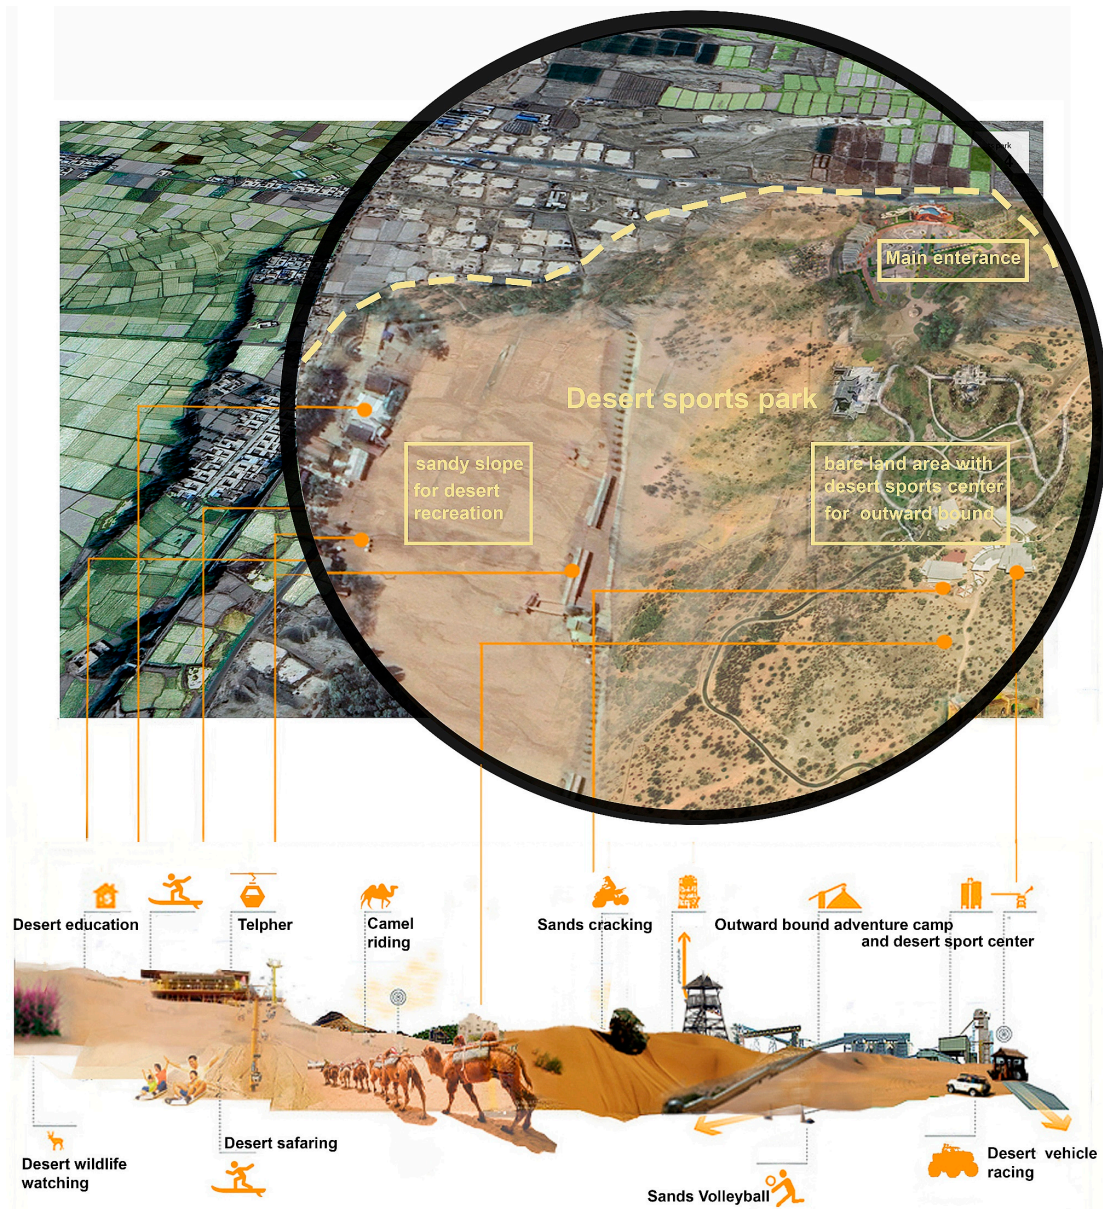 park
Main enterance
Desert sports park
sandy slope
for desert
recreation
bare land area with
desert sports center
for outward bound
Desert education
Telpher
Camel
riding
Sands cracking
Outward bound adventure camp
and desert sport center
Desert safaring
Desert wildlife
watching
Sands Volleyball
Desert vehicle
racing